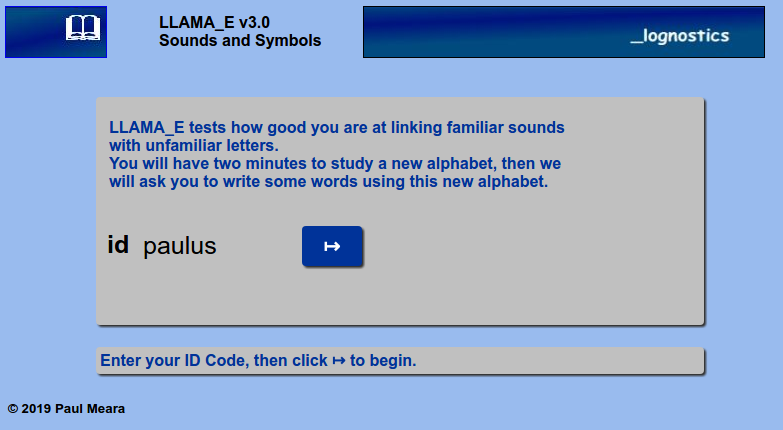 LLAMA_E v3.0
Sounds and Symbols
_lognostics
LLAMA_E tests how good you are at linking familiar sounds
with unfamiliar letters.
You will have two minutes to study a new alphabet, then we
will ask you to write some words using this new alphabet.
id paulus ↦
Enter your ID Code, then click ↦ to begin.
© 2019 Paul Meara